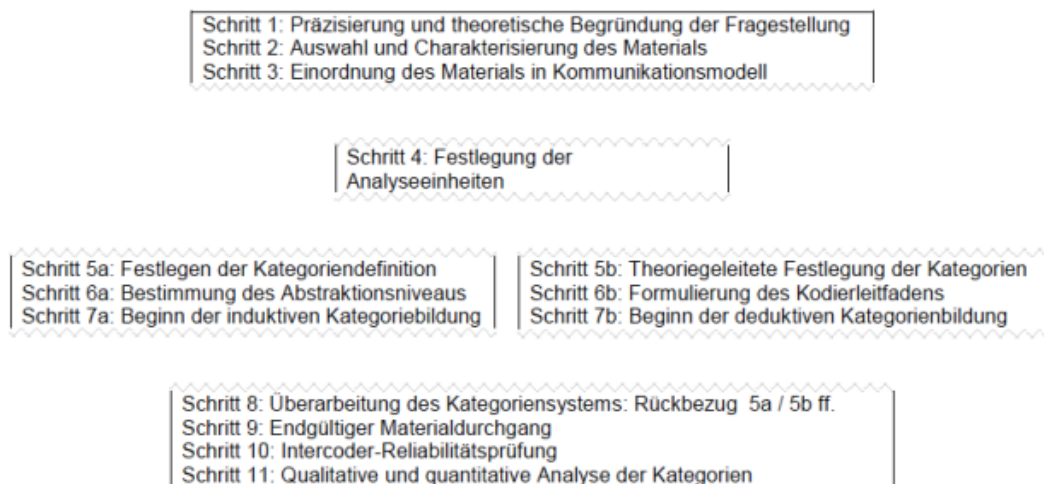 Schritt 1: Präzisierung und theoretische Begründung der Fragestellung
Schritt 2: Auswahl und Charakterisierung des Materials
Schritt 3: Einordnung des Materials in Kommunikationsmodell
Schritt 4: Festlegung der
Analyseeinheiten
Schritt 5a: Festlegen der Kategoriendefinition
Schritt 6a: Bestimmung des Abstraktionsniveaus
Schritt 7a: Beginn der induktiven Kategoriebildung
Schritt 5b: Theoriegeleitete Festlegung der Kategorien
Schritt 6b: Formulierung des Kodierleitfadens
Schritt 7b: Beginn der deduktiven Kategorienbildung
Schritt 8: Überarbeitung des Kategoriensystems: Rückbezug 5a / 5b ff.
Schritt 9: Endgültiger Materialdurchgang
Schritt 10: Intercoder-Reliabilitätsprüfung
Schritt 11: Qualitative und quantitative Analyse der Kategorien